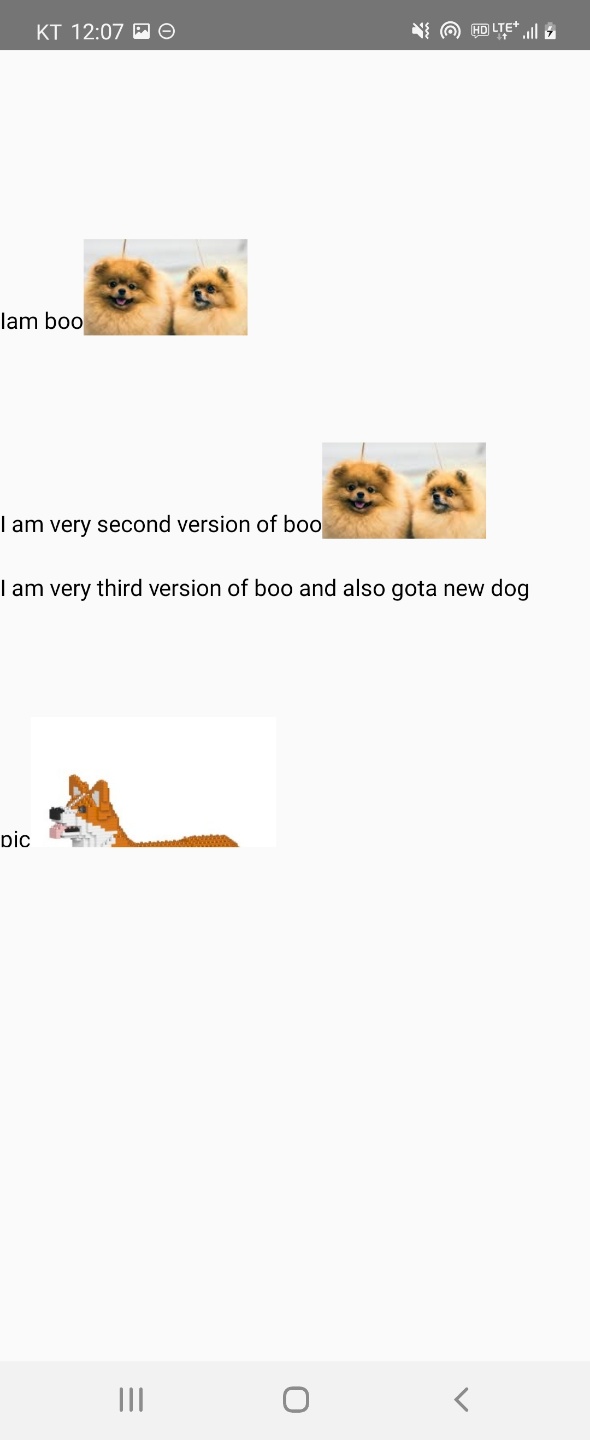 KT 12:07 HD LTE+
Iam boo
I am very second version of boo
I am very third version of boo and also gota new dog
pic